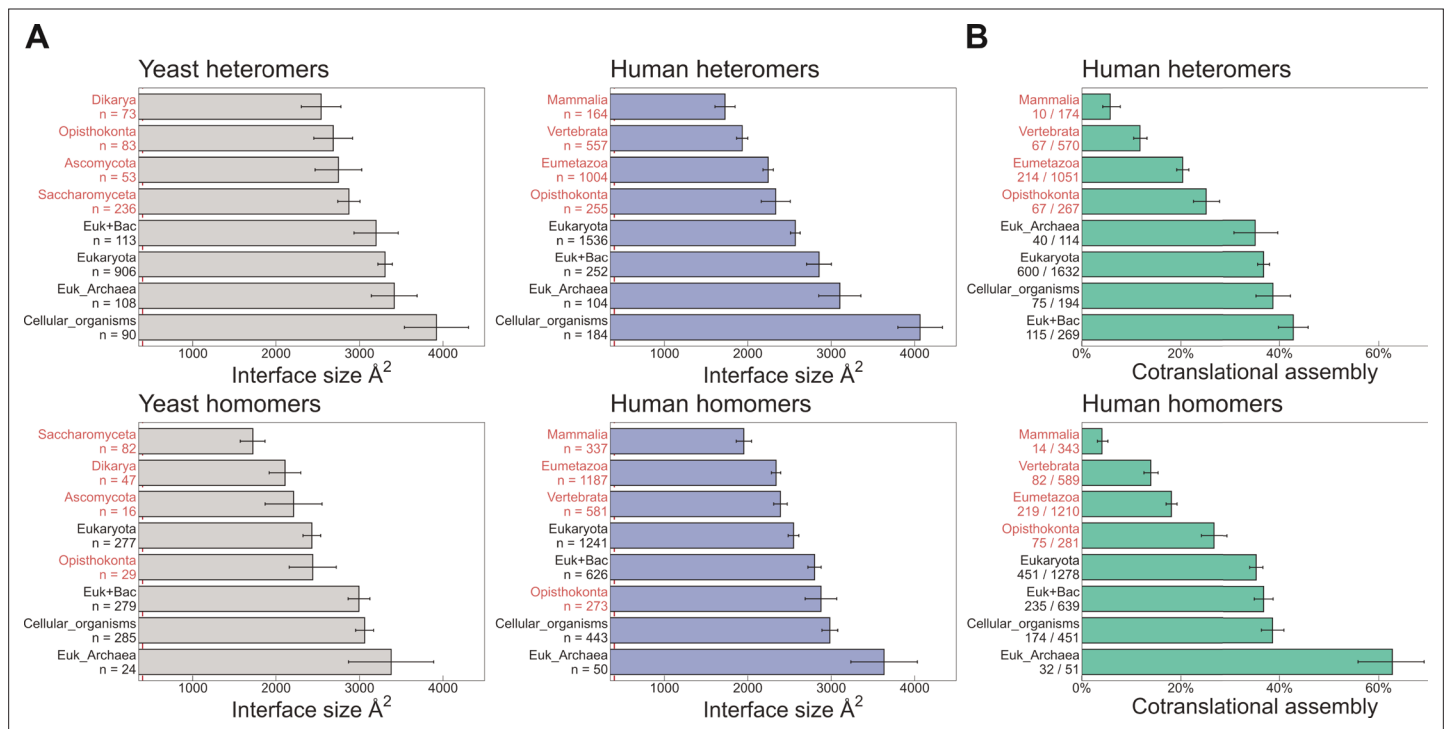 A
Yeast heteromers
Dikarya
n = 73
Opisthokonta
n = 83
Ascomycota
n = 53
Saccharomyceta
n = 236
Euk+Bac
n = 113
Eukaryota
n = 906
Euk_Archaea
n = 108
Cellular_organisms
n = 90
1000 2000 3000 4000
Interface size Å²
Human heteromers
Mammalia
n = 164
Vertebrata
n = 557
Eumetazoa
n = 1004
Opisthokonta
n = 255
Eukaryota
n = 1536
Euk+Bac
n = 252
Euk_Archaea
n = 104
Cellular_organisms
n = 184
1000 2000 3000 4000
Interface size Å²
Yeast homomers
Saccharomyceta
n = 82
Dikarya
n = 47
Ascomycota
n = 16
Eukaryota
n = 277
Opisthokonta
n = 29
Euk+Bac
n = 279
Cellular_organisms
n = 285
Euk_Archaea
n = 24
1000 2000 3000 4000
Interface size Å²
Human homomers
Mammalia
n = 337
Eumetazoa
n = 1187
Vertebrata
n = 581
Eukaryota
n = 1241
Euk+Bac
n = 626
Opisthokonta
n = 273
Cellular_organisms
n = 443
Euk_Archaea
n = 50
1000 2000 3000 4000
Interface size Å²
B
Human heteromers
Mammalia
10 / 174
Vertebrata
67 / 570
Eumetazoa
214 / 1051
Opisthokonta
67 / 267
Euk_Archaea
40 / 114
Eukaryota
600 / 1632
Cellular_organisms
75 / 194
Euk+Bac
115 / 269
0% 20% 40% 60%
Cotranslational assembly
Human homomers
Mammalia
14 / 343
Vertebrata
82 / 589
Eumetazoa
219 / 1210
Opisthokonta
75 / 281
Eukaryota
451 / 1278
Euk+Bac
235 / 639
Cellular_organisms
174 / 451
Euk_Archaea
32 / 51
0% 20% 40% 60%
Cotranslational assembly